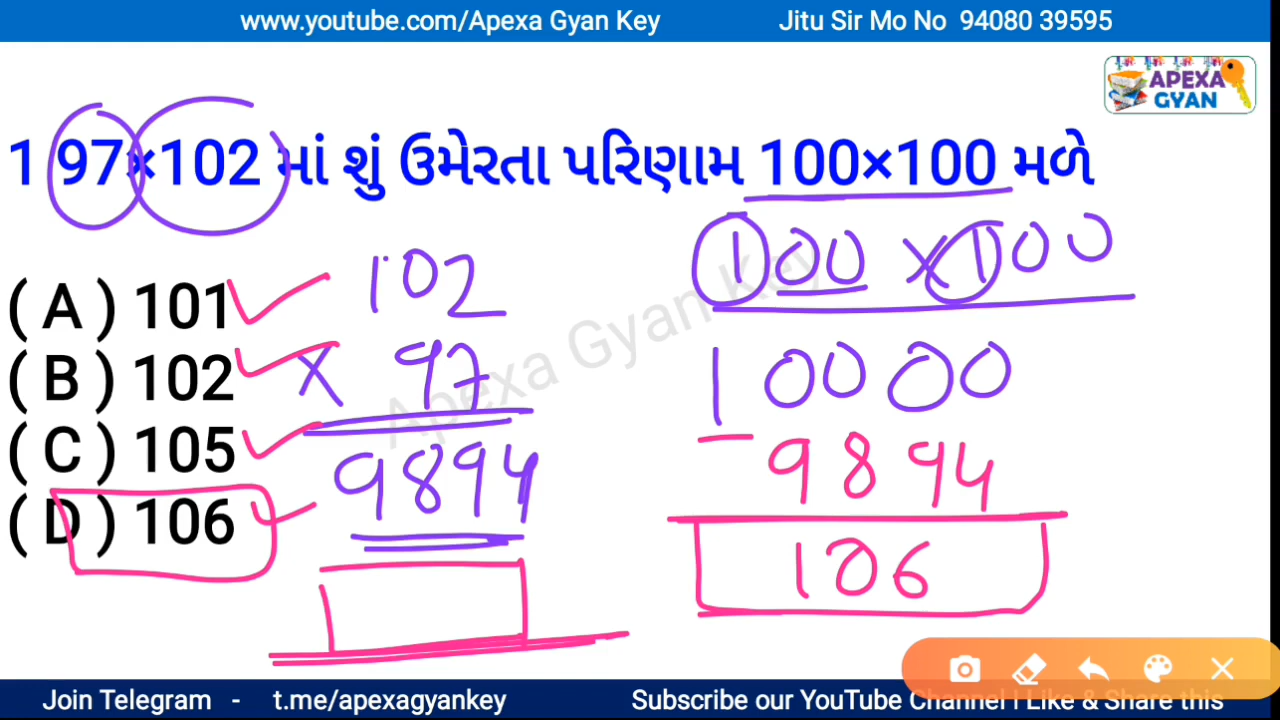 www.youtube.com/Apexa Gyan Key Jitu Sir Mo No 94080 39595
APEXA
GYAN
1 97×102 માં શું ઉમેરતા પરિણામ 100×100 મળે
100 × 100
( A ) 101
102
( B ) 102
× 97
10000
( C ) 105
9894
- 9894
( D ) 106
106
Apexa Gyan Key
Join Telegram - t.me/apexagyankey Subscribe our YouTube Channel | Like & Share this